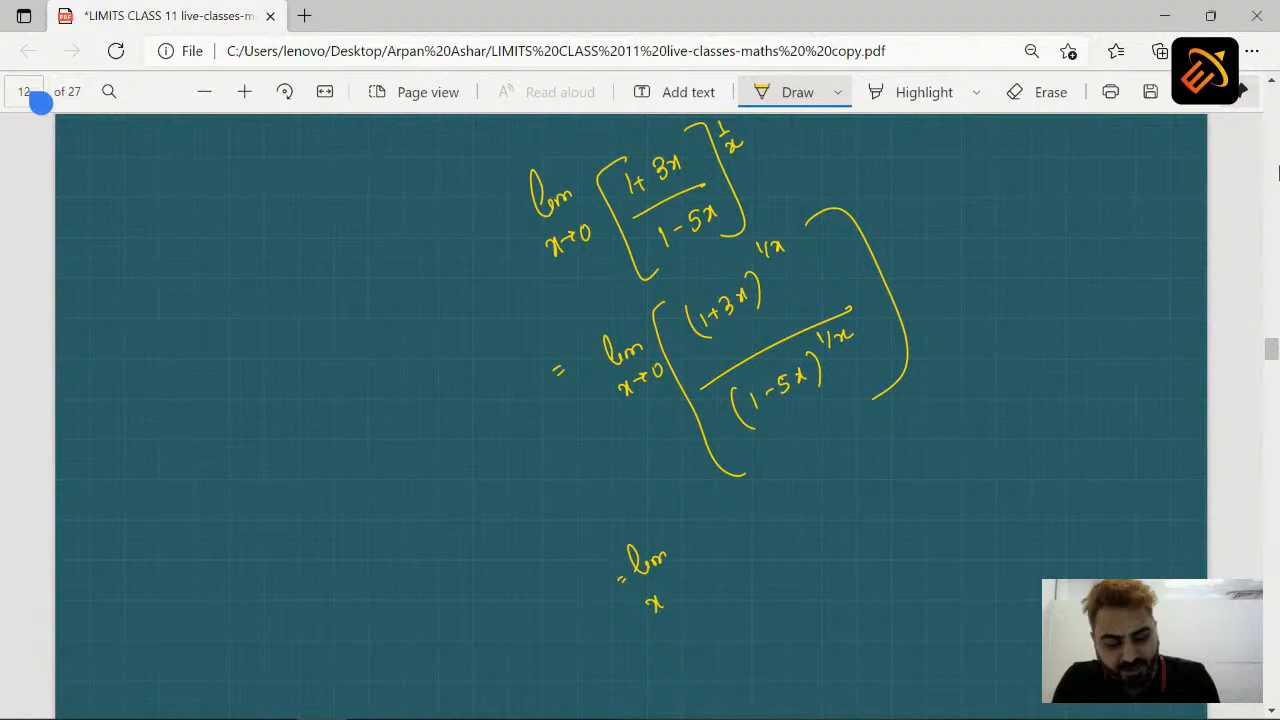 *LIMITS CLASS 11 live-classes-m
File C:/Users/lenovo/Desktop/Arpan%20Ashar/LIMITS%20CLASS%2011%20live-classes-maths%20%20copy.pdf
12 of 27 Page view Read aloud Add text Draw Highlight Erase
lim x→0 [(1+3x)/(1-5x)]^(1/x)
= lim x→0 [(1+3x)^(1/x) / (1-5x)^(1/x)]
= lim x